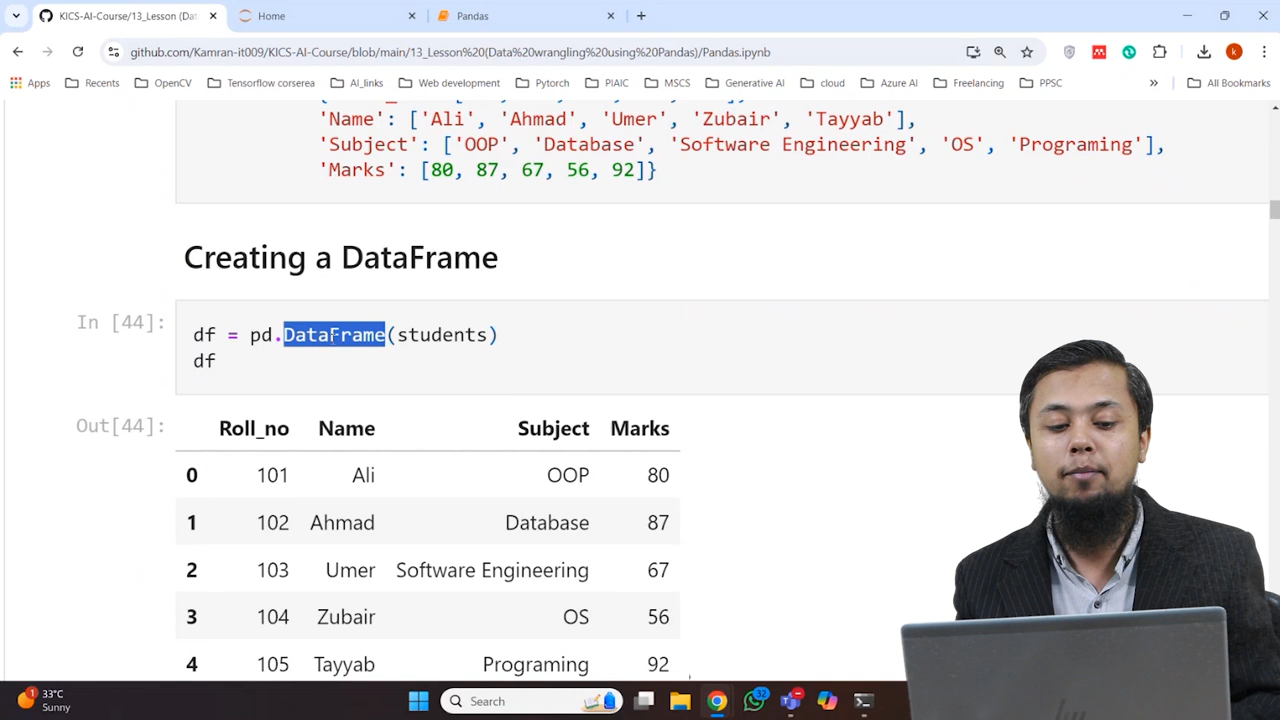 KICS-AI-Course/13_Lesson (Dat
Home
Pandas
github.com/Kamran-it009/KICS-AI-Course/blob/main/13_Lesson%20(Data%20wrangling%20using%20Pandas)/Pandas.ipynb
k
Apps
Recents
OpenCV
Tensorflow corserea
AI_links
Web development
Pytorch
PIAIC
MSCS
Generative AI
cloud
Azure AI
Freelancing
PPSC
All Bookmarks
'Name': ['Ali', 'Ahmad', 'Umer', 'Zubair', 'Tayyab'],
'Subject': ['OOP', 'Database', 'Software Engineering', 'OS', 'Programing'],
'Marks': [80, 87, 67, 56, 92]}
Creating a DataFrame
In [44]:
df = pd.DataFrame(students)
df
Out[44]:
Roll_no Name Subject Marks
0 101 Ali OOP 80
1 102 Ahmad Database 87
2 103 Umer Software Engineering 67
3 104 Zubair OS 56
4 105 Tayyab Programing 92
1
33°C
Sunny
Search
32